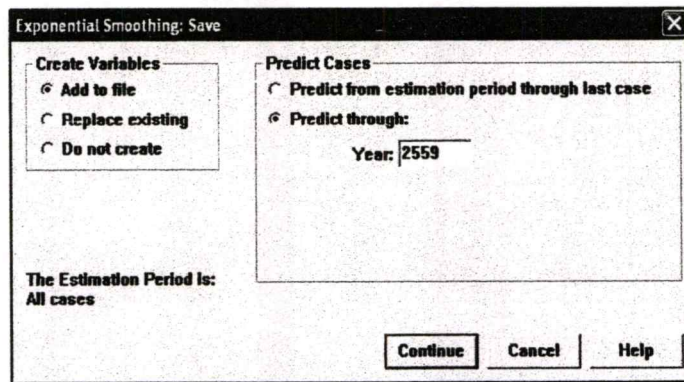 Exponential Smoothing: Save
Create Variables
Add to file
Replace existing
Do not create
Predict Cases
Predict from estimation period through last case
Predict through:
Year: 2559
The Estimation Period is:
All cases
Continue
Cancel
Help